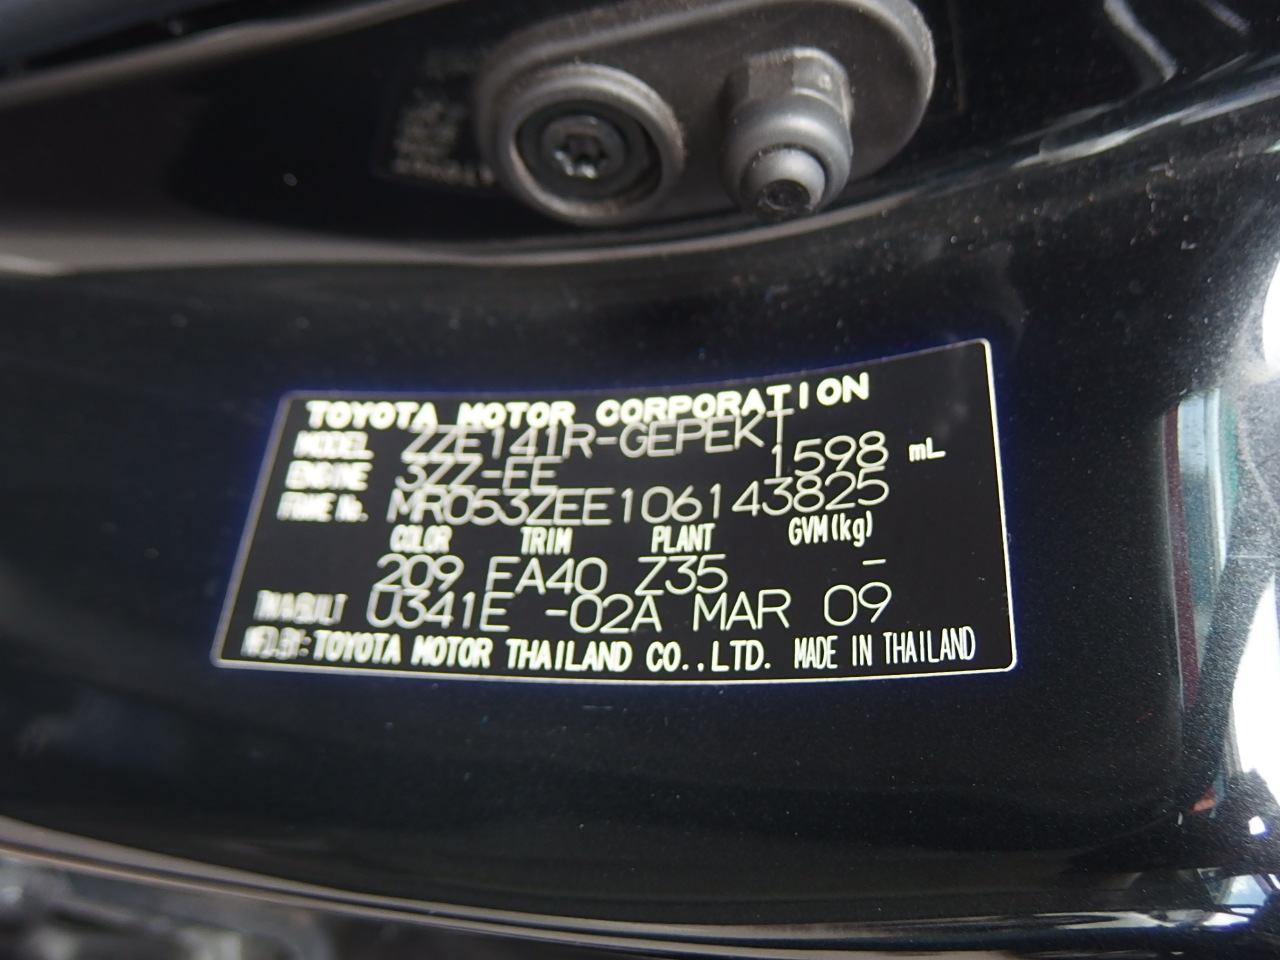 TOYOTA MOTOR CORPORATION
MODEL ZZE141R-GEPEKT
ENGINE 3ZZ-FE 1598 mL
FRAME No. MR053ZEE106143825
COLOR TRIM PLANT GVM(kg)
209 FA40 Z35 -
TM/A/BUILT U341E -02A MAR 09
MFD.BY: TOYOTA MOTOR THAILAND CO.,LTD. MADE IN THAILAND